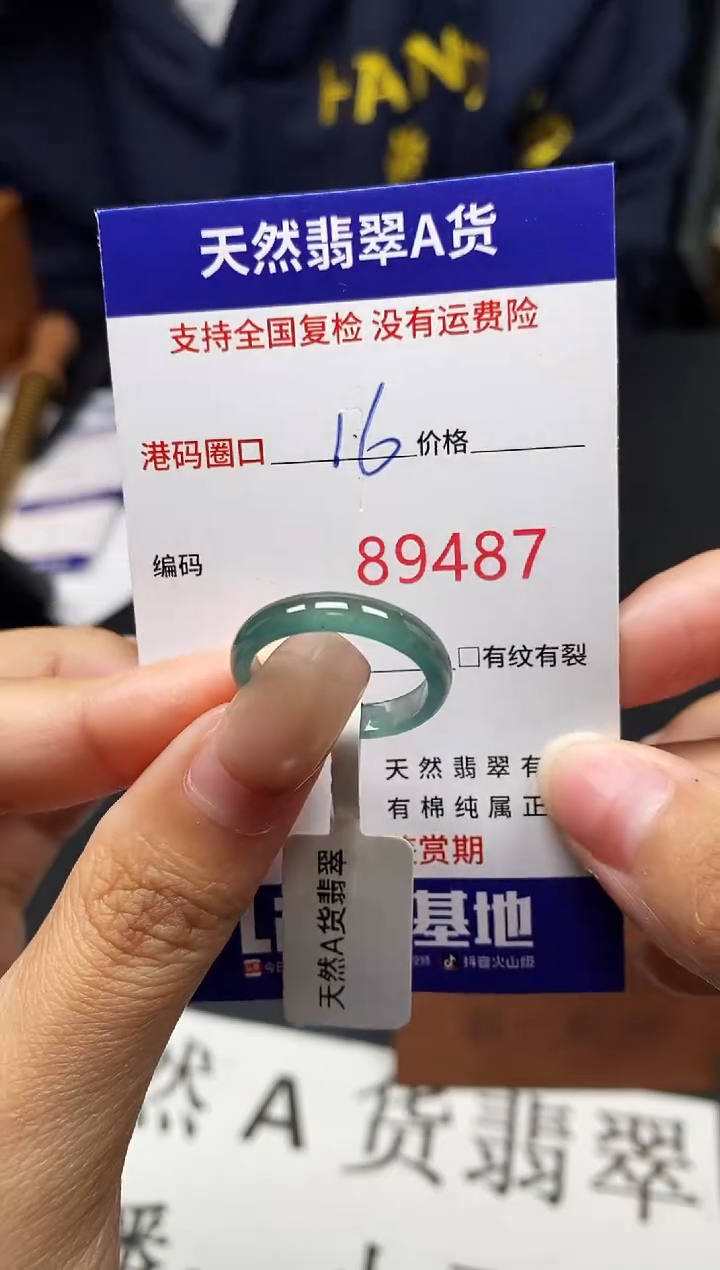 HAN
天然翡翠A货
支持全国复检 没有运费险
港码圈口 16 价格
编码 89487
□有纹有裂
天然翡翠有
有棉纯属正
赏期
基地
抖音火山版
天然A货翡翠
然A货翡翠